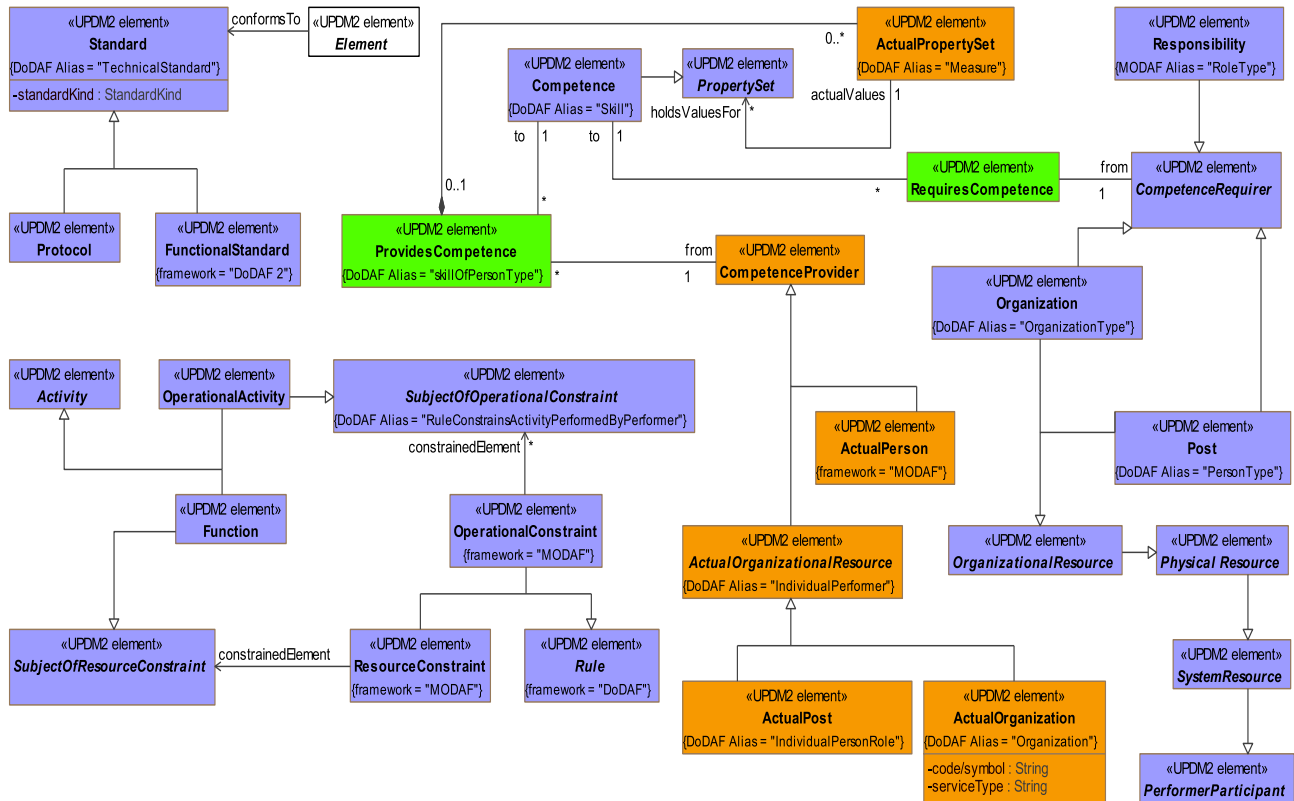 «UPDM2 element»
Standard
{DoDAF Alias = "TechnicalStandard"}
-standardKind : StandardKind
conformsTo
«UPDM2 element»
Element
«UPDM2 element»
Competence
{DoDAF Alias = "Skill"}
to
1
to
1
«UPDM2 element»
PropertySet
holdsValuesFor
*
0..*
«UPDM2 element»
ActualPropertySet
{DoDAF Alias = "Measure"}
actualValues
1
«UPDM2 element»
Responsibility
{MODAF Alias = "RoleType"}
«UPDM2 element»
Protocol
«UPDM2 element»
FunctionalStandard
{framework = "DoDAF 2"}
0..1
*
«UPDM2 element»
ProvidesCompetence
{DoDAF Alias = "skillOfPersonType"}
*
from
1
«UPDM2 element»
CompetenceProvider
*
«UPDM2 element»
RequiresCompetence
from
1
«UPDM2 element»
CompetenceRequirer
«UPDM2 element»
Organization
{DoDAF Alias = "OrganizationType"}
«UPDM2 element»
Activity
«UPDM2 element»
OperationalActivity
«UPDM2 element»
SubjectOfOperationalConstraint
{DoDAF Alias = "RuleConstrainsActivityPerformedByPerformer"}
constrainedElement
*
«UPDM2 element»
ActualPerson
{framework = "MODAF"}
«UPDM2 element»
Post
{DoDAF Alias = "PersonType"}
«UPDM2 element»
Function
«UPDM2 element»
OperationalConstraint
{framework = "MODAF"}
«UPDM2 element»
ActualOrganizationalResource
{DoDAF Alias = "IndividualPerformer"}
«UPDM2 element»
OrganizationalResource
«UPDM2 element»
Physical Resource
«UPDM2 element»
SubjectOfResourceConstraint
constrainedElement
«UPDM2 element»
ResourceConstraint
{framework = "MODAF"}
«UPDM2 element»
Rule
{framework = "DoDAF"}
«UPDM2 element»
SystemResource
«UPDM2 element»
ActualPost
{DoDAF Alias = "IndividualPersonRole"}
«UPDM2 element»
ActualOrganization
{DoDAF Alias = "Organization"}
-code/symbol : String
-serviceType : String
«UPDM2 element»
PerformerParticipant